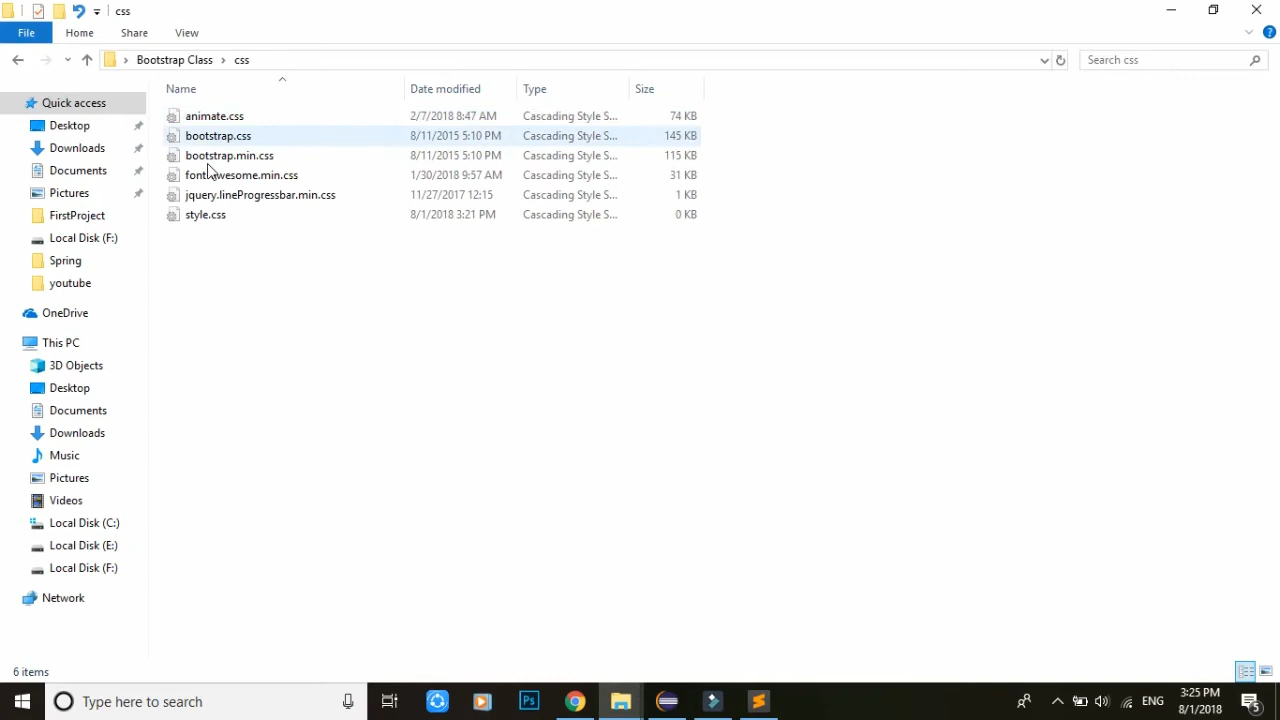 css
File Home Share View
Bootstrap Class css Search css
Name Date modified Type Size
Quick access
Desktop
Downloads
Documents
Pictures
FirstProject
Local Disk (F:)
Spring
youtube
OneDrive
This PC
3D Objects
Desktop
Documents
Downloads
Music
Pictures
Videos
Local Disk (C:)
Local Disk (E:)
Local Disk (F:)
Network
animate.css 2/7/2018 8:47 AM Cascading Style S... 74 KB
bootstrap.css 8/11/2015 5:10 PM Cascading Style S... 145 KB
bootstrap.min.css 8/11/2015 5:10 PM Cascading Style S... 115 KB
1/30/2018 9:57 AM Cascading Style S... 31 KB
jquery.lineProgressbar.min.css 11/27/2017 12:15 Cascading Style S... 1 KB
style.css 8/1/2018 3:21 PM Cascading Style S... 0 KB
6 items
Type here to search
Ps
ENG
3:25 PM
8/1/2018
5